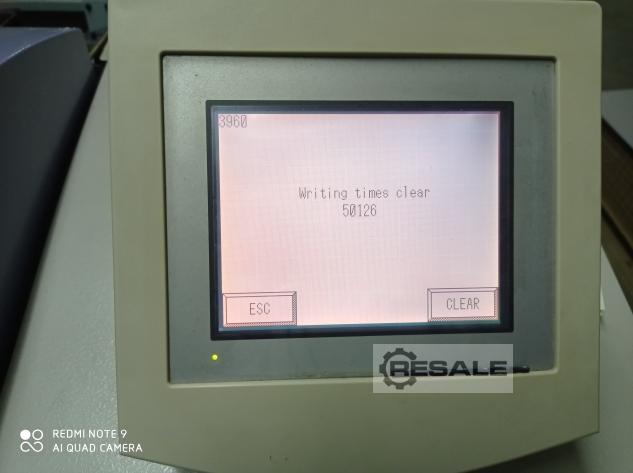 3960
Writing times clear
50126
ESC
CLEAR
RESALE
REDMI NOTE 9
AI QUAD CAMERA